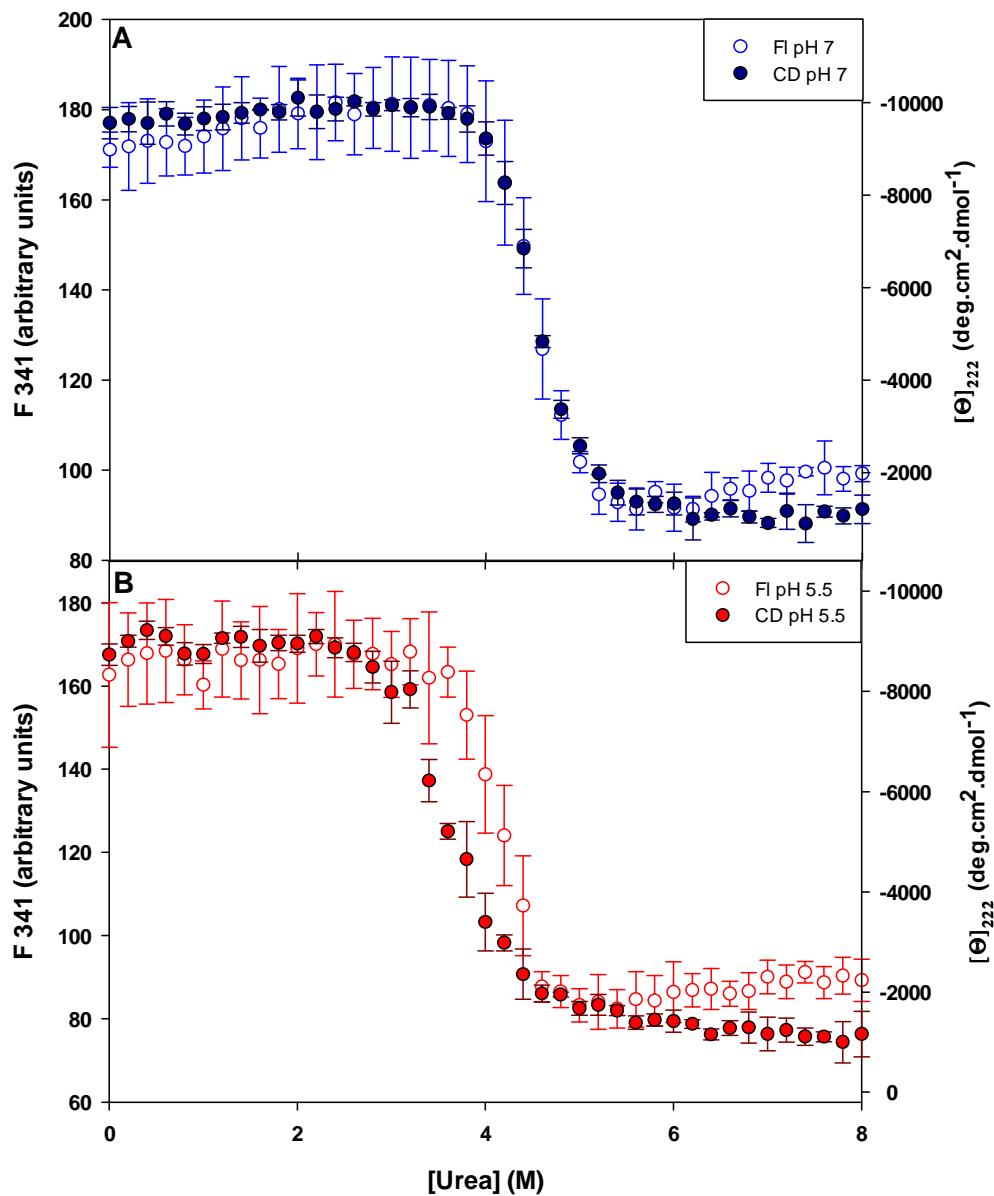 A
Fl pH 7
CD pH 7
200
180
160
140
120
100
80
F 341 (arbitrary units)
-10000
-8000
-6000
-4000
-2000
[Θ]222 (deg.cm2.dmol-1)
B
Fl pH 5.5
CD pH 5.5
180
160
140
120
100
80
60
F 341 (arbitrary units)
-10000
-8000
-6000
-4000
-2000
0
[Θ]222 (deg.cm2.dmol-1)
0 2 4 6 8
[Urea] (M)